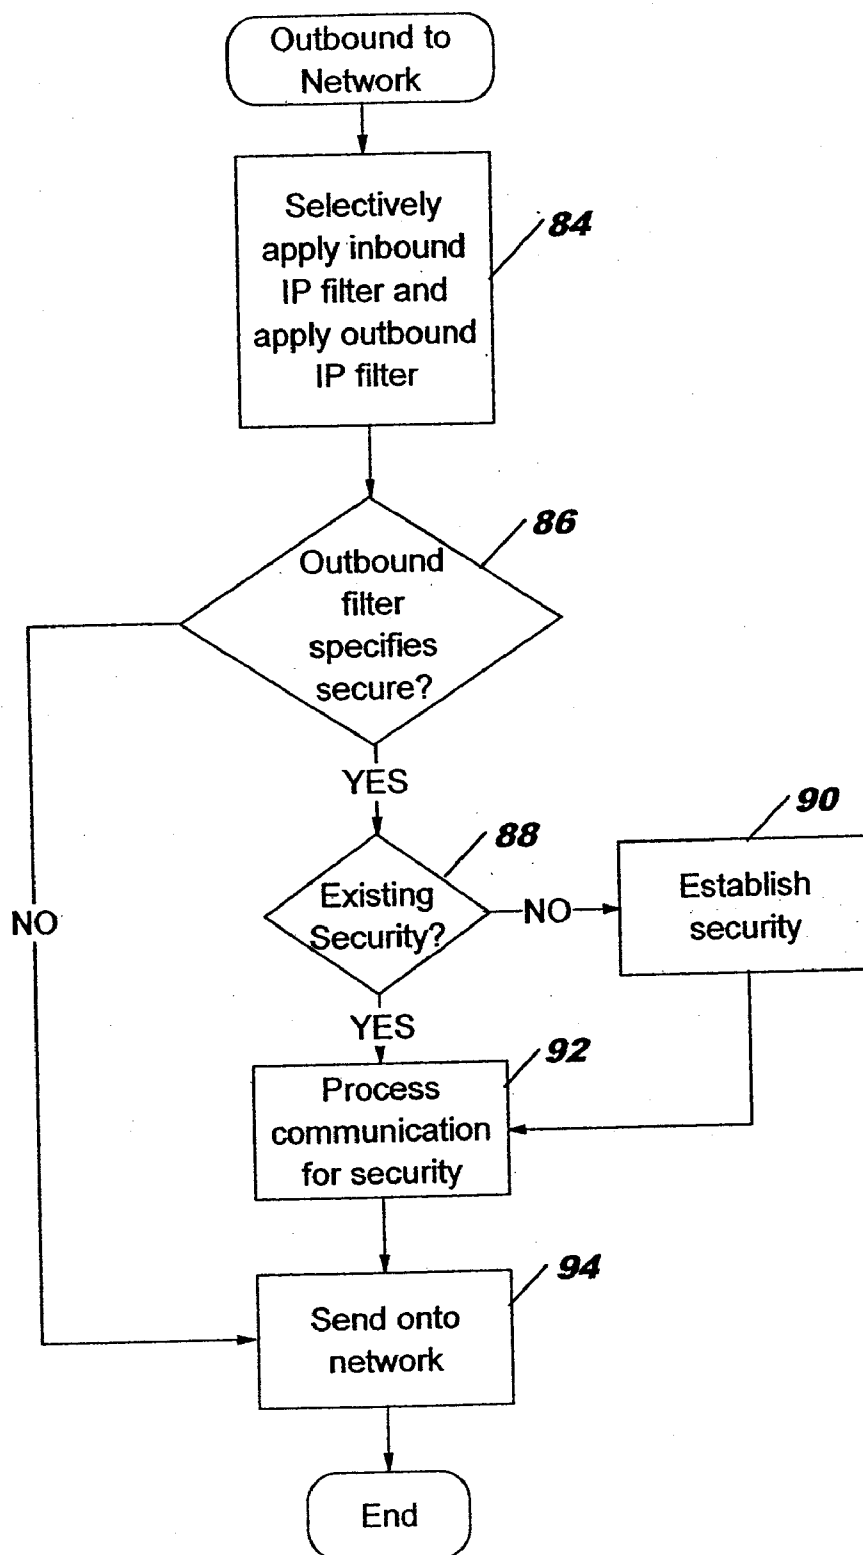 Outbound to
Network
Selectively
apply inbound
IP filter and
apply outbound
IP filter
84
Outbound
filter
specifies
secure?
86
YES
NO
Existing
Security?
88
NO
Establish
security
90
YES
Process
communication
for security
92
Send onto
network
94
End